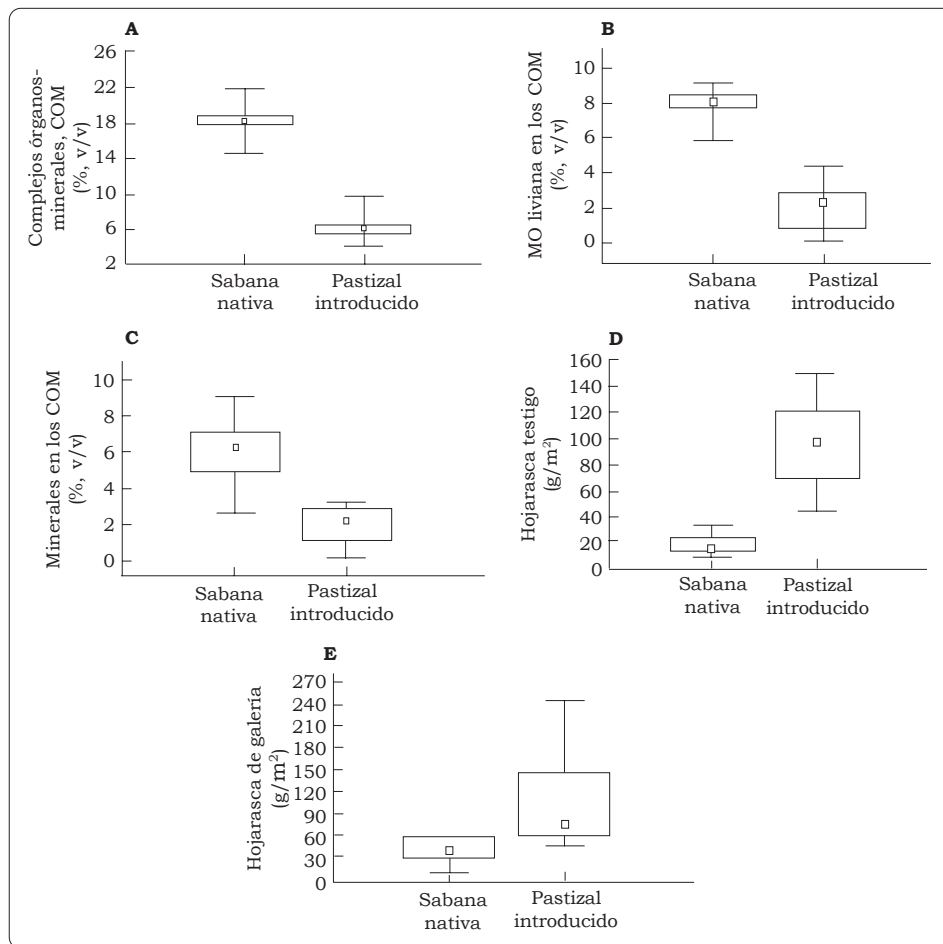 A
Complejos órganos-
minerales, COM
(%, v/v)
26
22
18
14
10
6
2
Sabana
nativa
Pastizal
introducido
B
MO liviana en los COM
(%, v/v)
10
8
6
4
2
0
Sabana
nativa
Pastizal
introducido
C
Minerales en los COM
(%, v/v)
10
8
6
4
2
0
Sabana
nativa
Pastizal
introducido
D
Hojarasca testigo
(g/m²)
160
140
120
100
80
60
40
20
0
Sabana
nativa
Pastizal
introducido
E
Hojarasca de galería
(g/m²)
270
240
210
180
150
120
90
60
30
0
Sabana
nativa
Pastizal
introducido